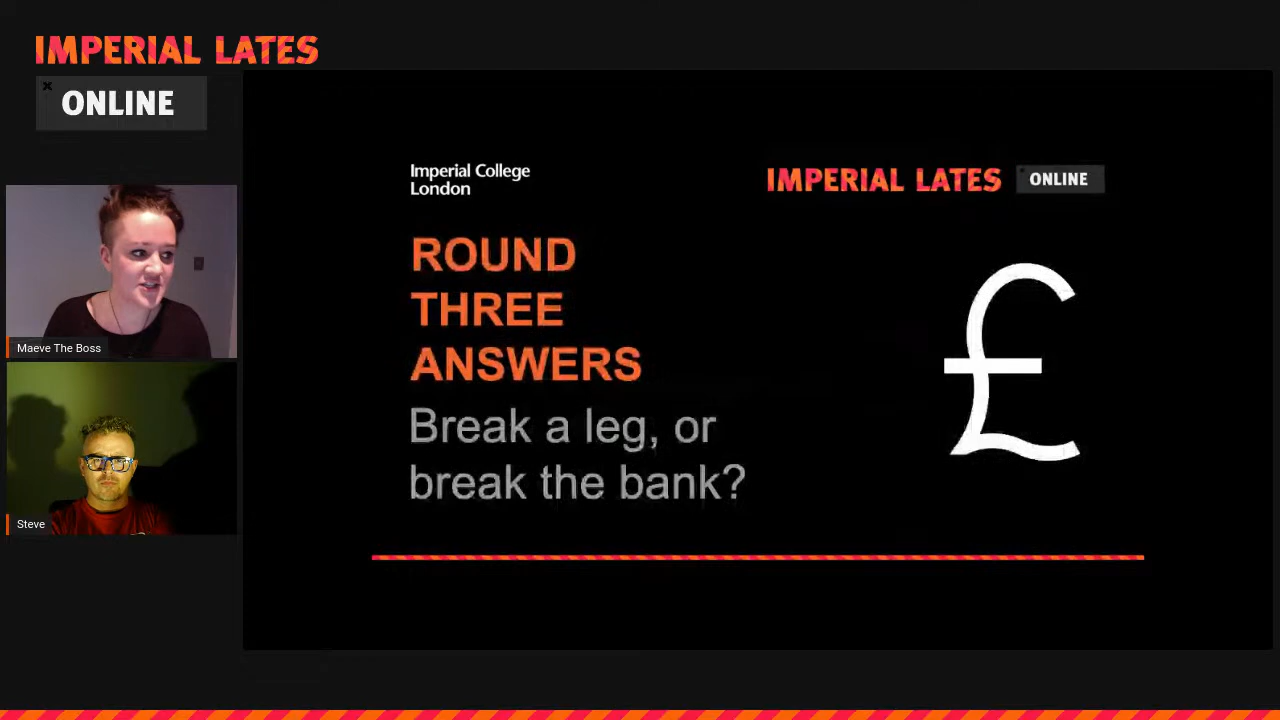 IMPERIAL LATES
ONLINE
Imperial College
London
IMPERIAL LATES ONLINE
ROUND
THREE
ANSWERS
Break a leg, or
break the bank?
£
Maeve The Boss
Steve